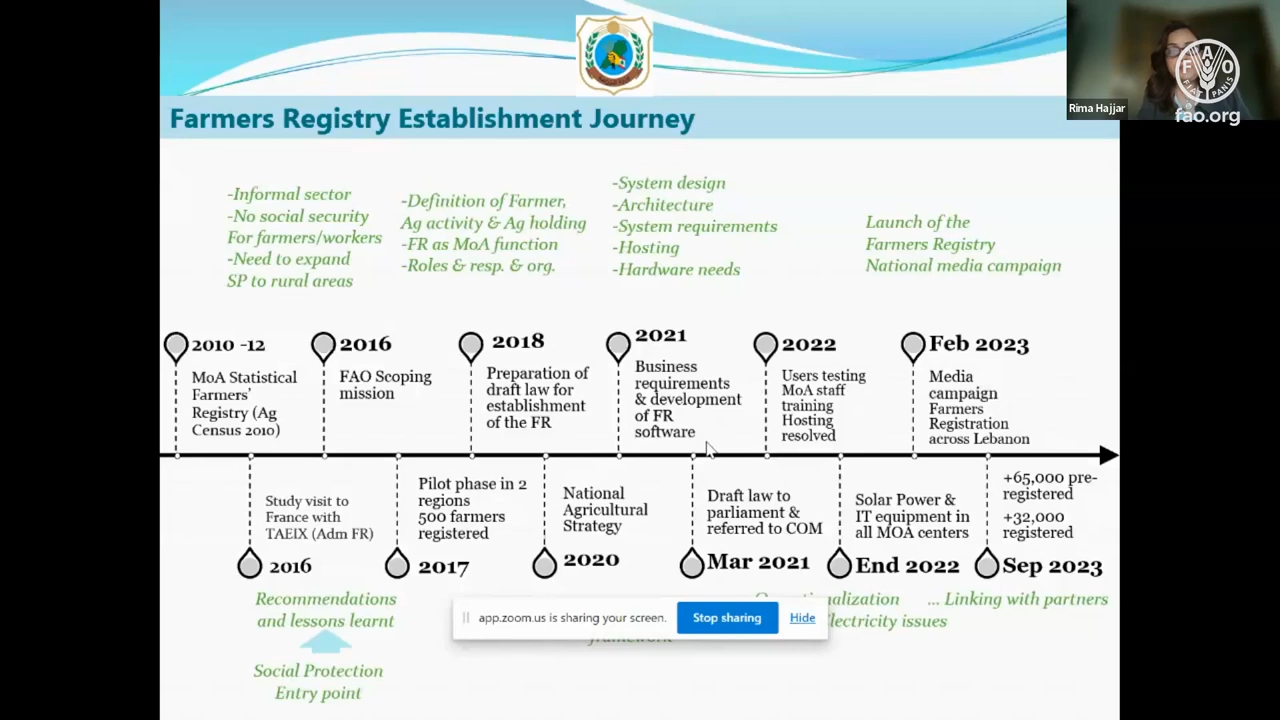 Rima Hajjar
FAO
FIAT PANIS
fao.org
Farmers Registry Establishment Journey
-Informal sector
-No social security
For farmers/workers
-Need to expand
SP to rural areas
-Definition of Farmer,
Ag activity & Ag holding
-FR as MoA function
-Roles & resp. & org.
-System design
-Architecture
-System requirements
-Hosting
-Hardware needs
Launch of the
Farmers Registry
National media campaign
2010 -12
MoA Statistical
Farmers'
Registry (Ag
Census 2010)
2016
FAO Scoping
mission
2018
Preparation of
draft law for
establishment
of the FR
2021
Business
requirements
& development
of FR
software
2022
Users testing
MoA staff
training
Hosting
resolved
Feb 2023
Media
campaign
Farmers
Registration
across Lebanon
Study visit to
France with
TAEIX (Adm FR)
2016
Pilot phase in 2
regions
500 farmers
registered
2017
National
Agricultural
Strategy
2020
Draft law to
parliament &
referred to COM
Mar 2021
Solar Power &
IT equipment in
all MOA centers
End 2022
+65,000 pre-
registered
+32,000
registered
Sep 2023
Recommendations
and lessons learnt
Social Protection
Entry point
... Linking with partners
Electricity issues
framework
app.zoom.us is sharing your screen.
Stop sharing
Hide